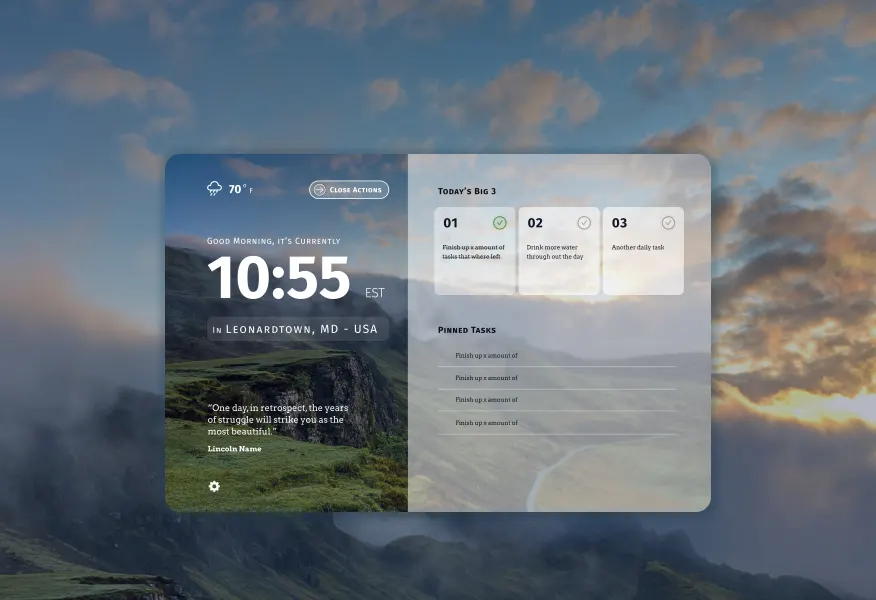 70° F
Close Actions
Good Morning, it's Currently
10:55 EST
in Leonardtown, MD - USA
"One day, in retrospect, the years
of struggle will strike you as the
most beautiful."
Lincoln Name
Today's Big 3
01
Finish up x amount of
tasks that where left
02
Drink more water
through out the day
03
Another daily task
Pinned Tasks
Finish up x amount of
Finish up x amount of
Finish up x amount of
Finish up x amount of